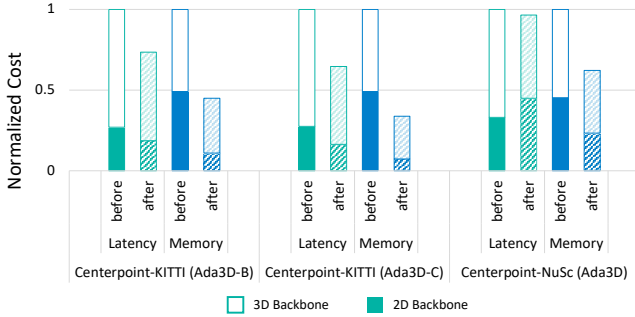 Normalized Cost
1
0.5
0
before after before after before after before after before after before after
Latency Memory Latency Memory Latency Memory
Centerpoint-KITTI (Ada3D-B) Centerpoint-KITTI (Ada3D-C) Centerpoint-NuSc (Ada3D)
3D Backbone 2D Backbone